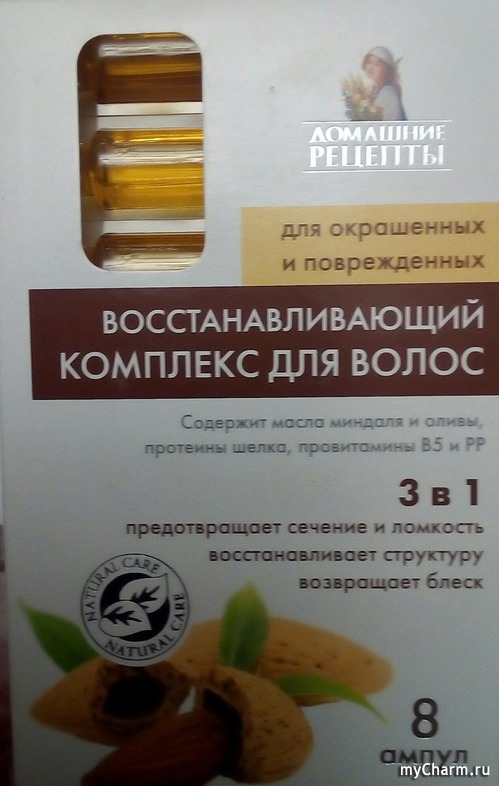 ДОМАШНИЕ
РЕЦЕПТЫ
для окрашенных
и поврежденных
ВОССТАНАВЛИВАЮЩИЙ
КОМПЛЕКС ДЛЯ ВОЛОС
Содержит масла миндаля и оливы,
протеины шелка, провитамины B5 и PP
3 в 1
предотвращает сечение и ломкость
восстанавливает структуру
возвращает блеск
NATURAL CARE
NATURAL CARE
8
ампул
myCharm.ru